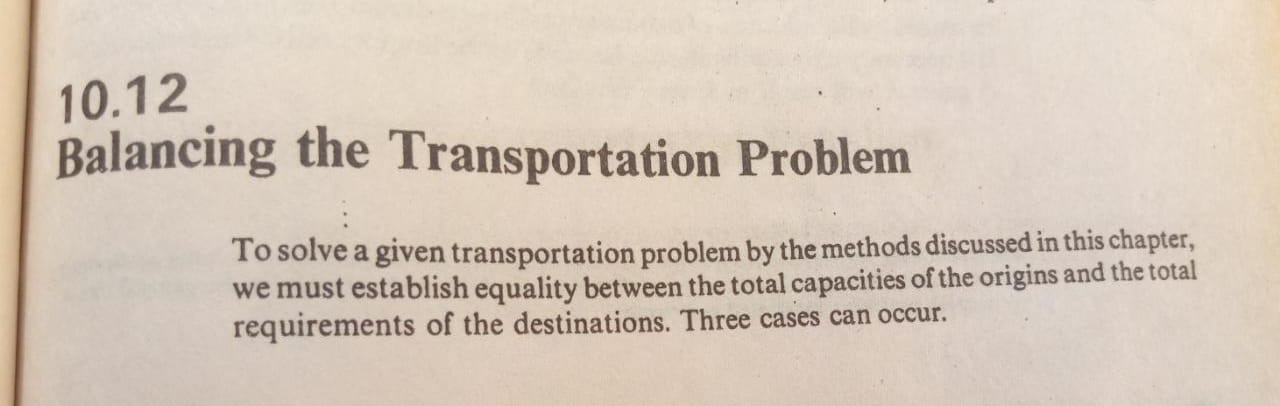 10.12
Balancing the Transportation Problem
To solve a given transportation problem by the methods discussed in this chapter,
we must establish equality between the total capacities of the origins and the total
requirements of the destinations. Three cases can occur.